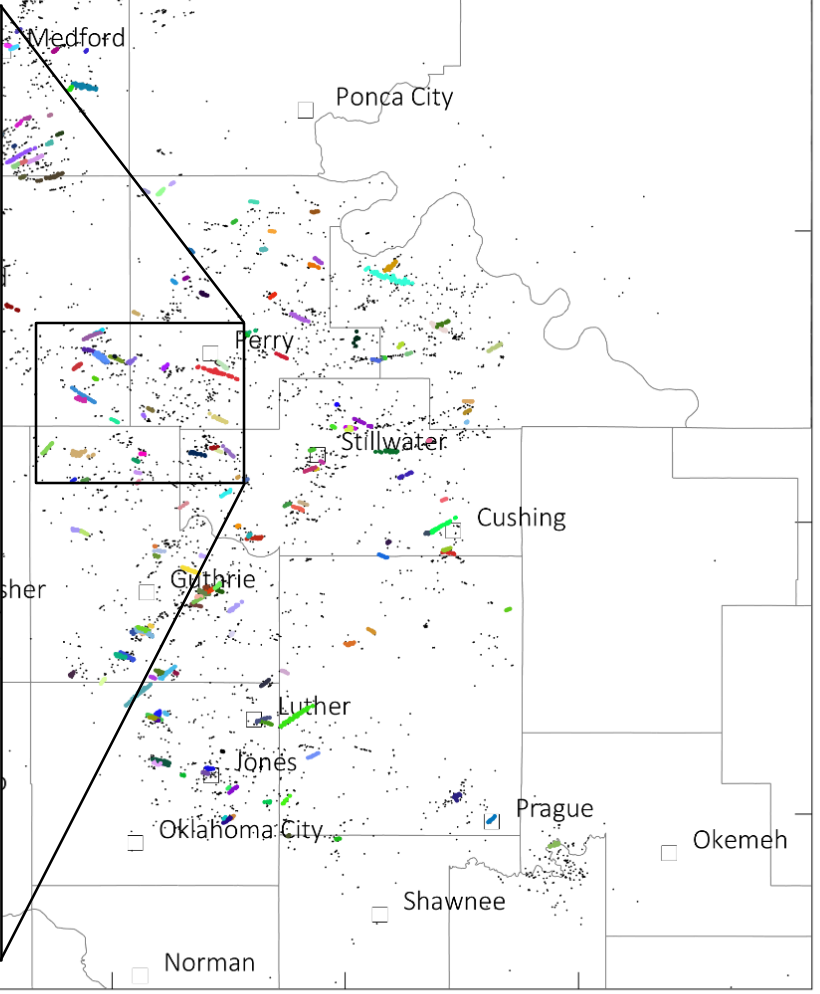 Medford
Ponca City
Perry
Stillwater
Cushing
sher
Guthrie
Luther
Jones
Prague
Oklahoma City
Okemeh
Shawnee
Norman